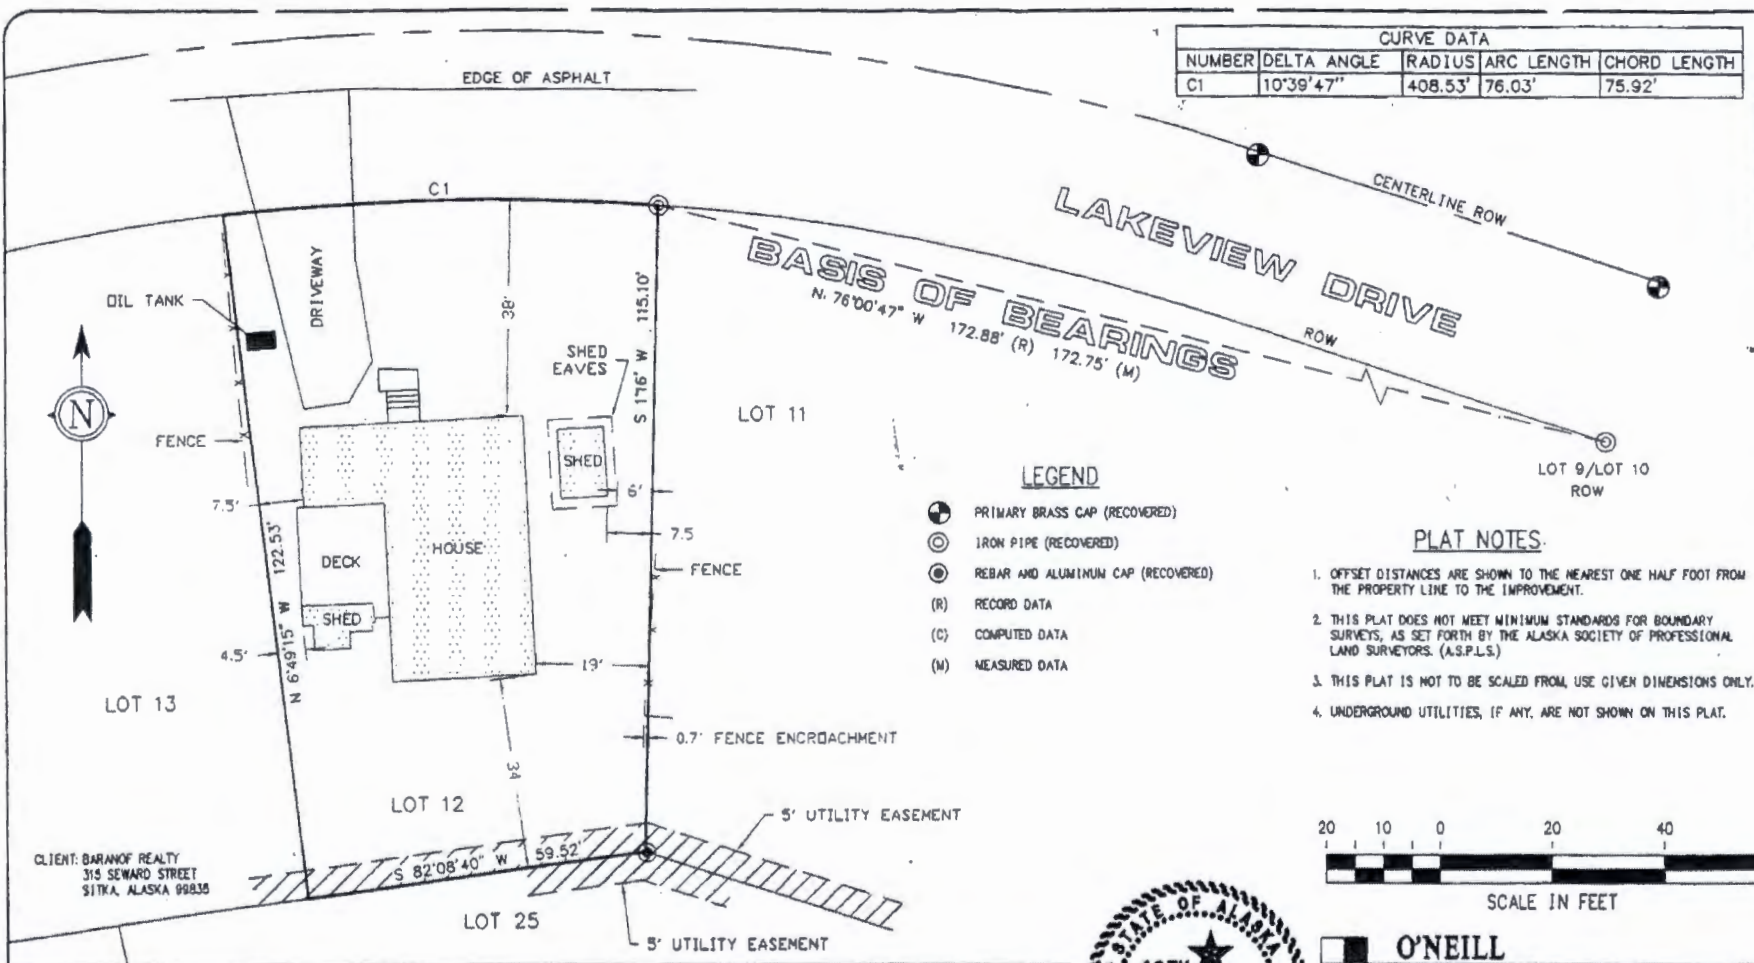 CURVE DATA
NUMBER DELTA ANGLE RADIUS ARC LENGTH CHORD LENGTH
C1 10°39'47" 408.53' 76.03' 75.92'
EDGE OF ASPHALT
C1
CENTERLINE ROW
LAKEVIEW DRIVE
BASIS OF BEARINGS
N. 76°00'47" W 172.88' (R) 172.75' (M)
ROW
OIL TANK
DRIVEWAY
38'
S 1°16' W 115.10'
SHED
EAVES
LOT 11
N
FENCE
SHED
6'
7.5'
7.5
LOT 9/LOT 10
ROW
LEGEND
PRIMARY BRASS CAP (RECOVERED)
IRON PIPE (RECOVERED)
REBAR AND ALUMINUM CAP (RECOVERED)
(R) RECORD DATA
(C) COMPUTED DATA
(M) MEASURED DATA
PLAT NOTES
1. OFFSET DISTANCES ARE SHOWN TO THE NEAREST ONE HALF FOOT FROM
THE PROPERTY LINE TO THE IMPROVEMENT.
2. THIS PLAT DOES NOT MEET MINIMUM STANDARDS FOR BOUNDARY
SURVEYS, AS SET FORTH BY THE ALASKA SOCIETY OF PROFESSIONAL
LAND SURVEYORS. (A.S.P.L.S.)
3. THIS PLAT IS NOT TO BE SCALED FROM, USE GIVEN DIMENSIONS ONLY.
4. UNDERGROUND UTILITIES, IF ANY, ARE NOT SHOWN ON THIS PLAT.
DECK
HOUSE
FENCE
SHED
4.5'
N 6°49'15" W 122.53'
19'
LOT 13
0.7' FENCE ENCROACHMENT
34'
LOT 12
5' UTILITY EASEMENT
S 82°08'40" W 59.52'
CLIENT: BARANOF REALTY
315 SEWARD STREET
SITKA, ALASKA 99835
LOT 25
5' UTILITY EASEMENT
20 10 0 20 40
SCALE IN FEET
STATE OF ALASKA
O'NEILL